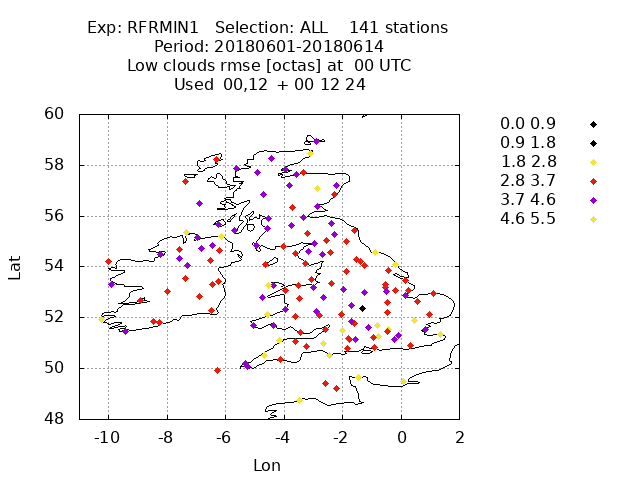 Exp: RFRMIN1 Selection: ALL 141 stations
Period: 20180601-20180614
Low clouds rmse [octas] at 00 UTC
Used 00,12 + 00 12 24
60
58
56
54
52
50
48
Lat
-10 -8 -6 -4 -2 0 2
Lon
0.0 0.9
0.9 1.8
1.8 2.8
2.8 3.7
3.7 4.6
4.6 5.5